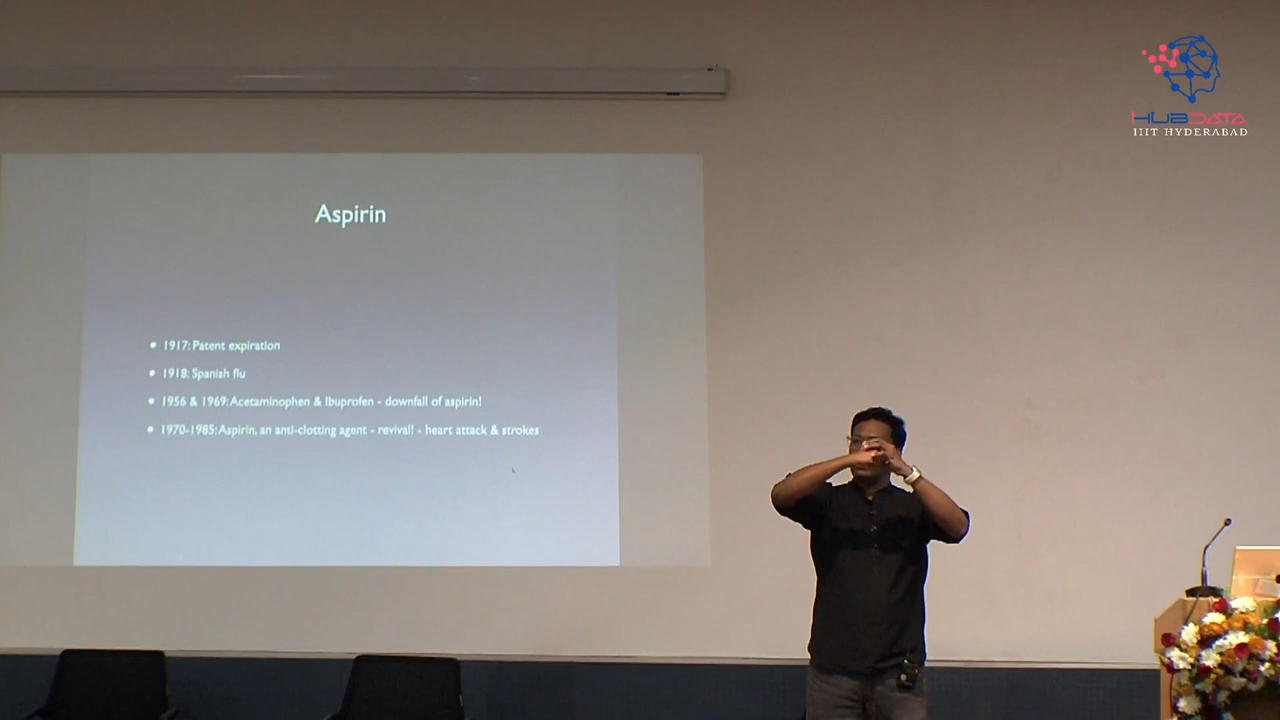 Aspirin
1917: Patent expiration
1918: Spanish flu
1956 & 1969: Acetaminophen & Ibuprofen - downfall of aspirin!
1970-1985: Aspirin, an anti-clotting agent - revival! - heart attack & strokes
HUBDATA
IIIT HYDERABAD